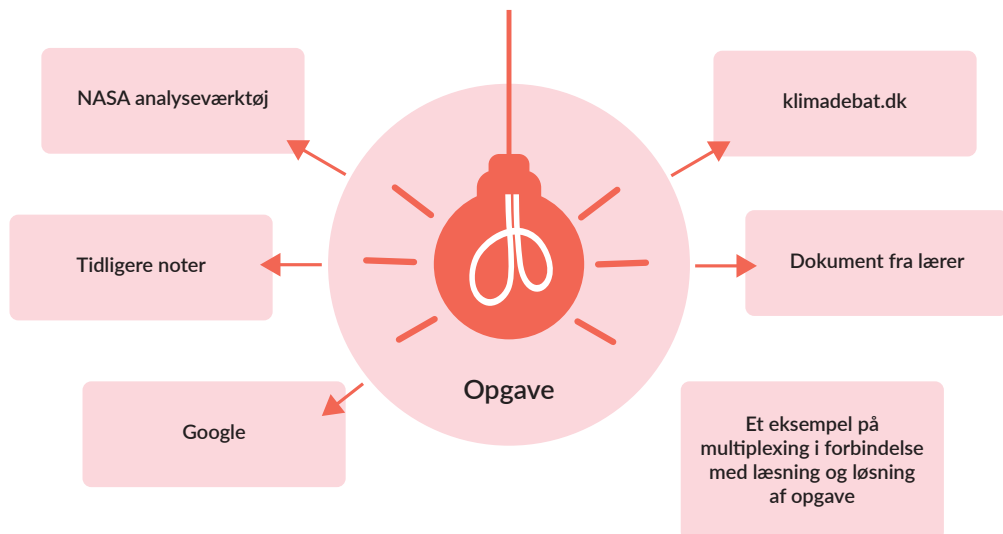 NASA analyseværktøj
klimadebat.dk
Tidligere noter
Dokument fra lærer
Google
Opgave
Et eksempel på
multiplexing i forbindelse
med læsning og løsning
af opgave